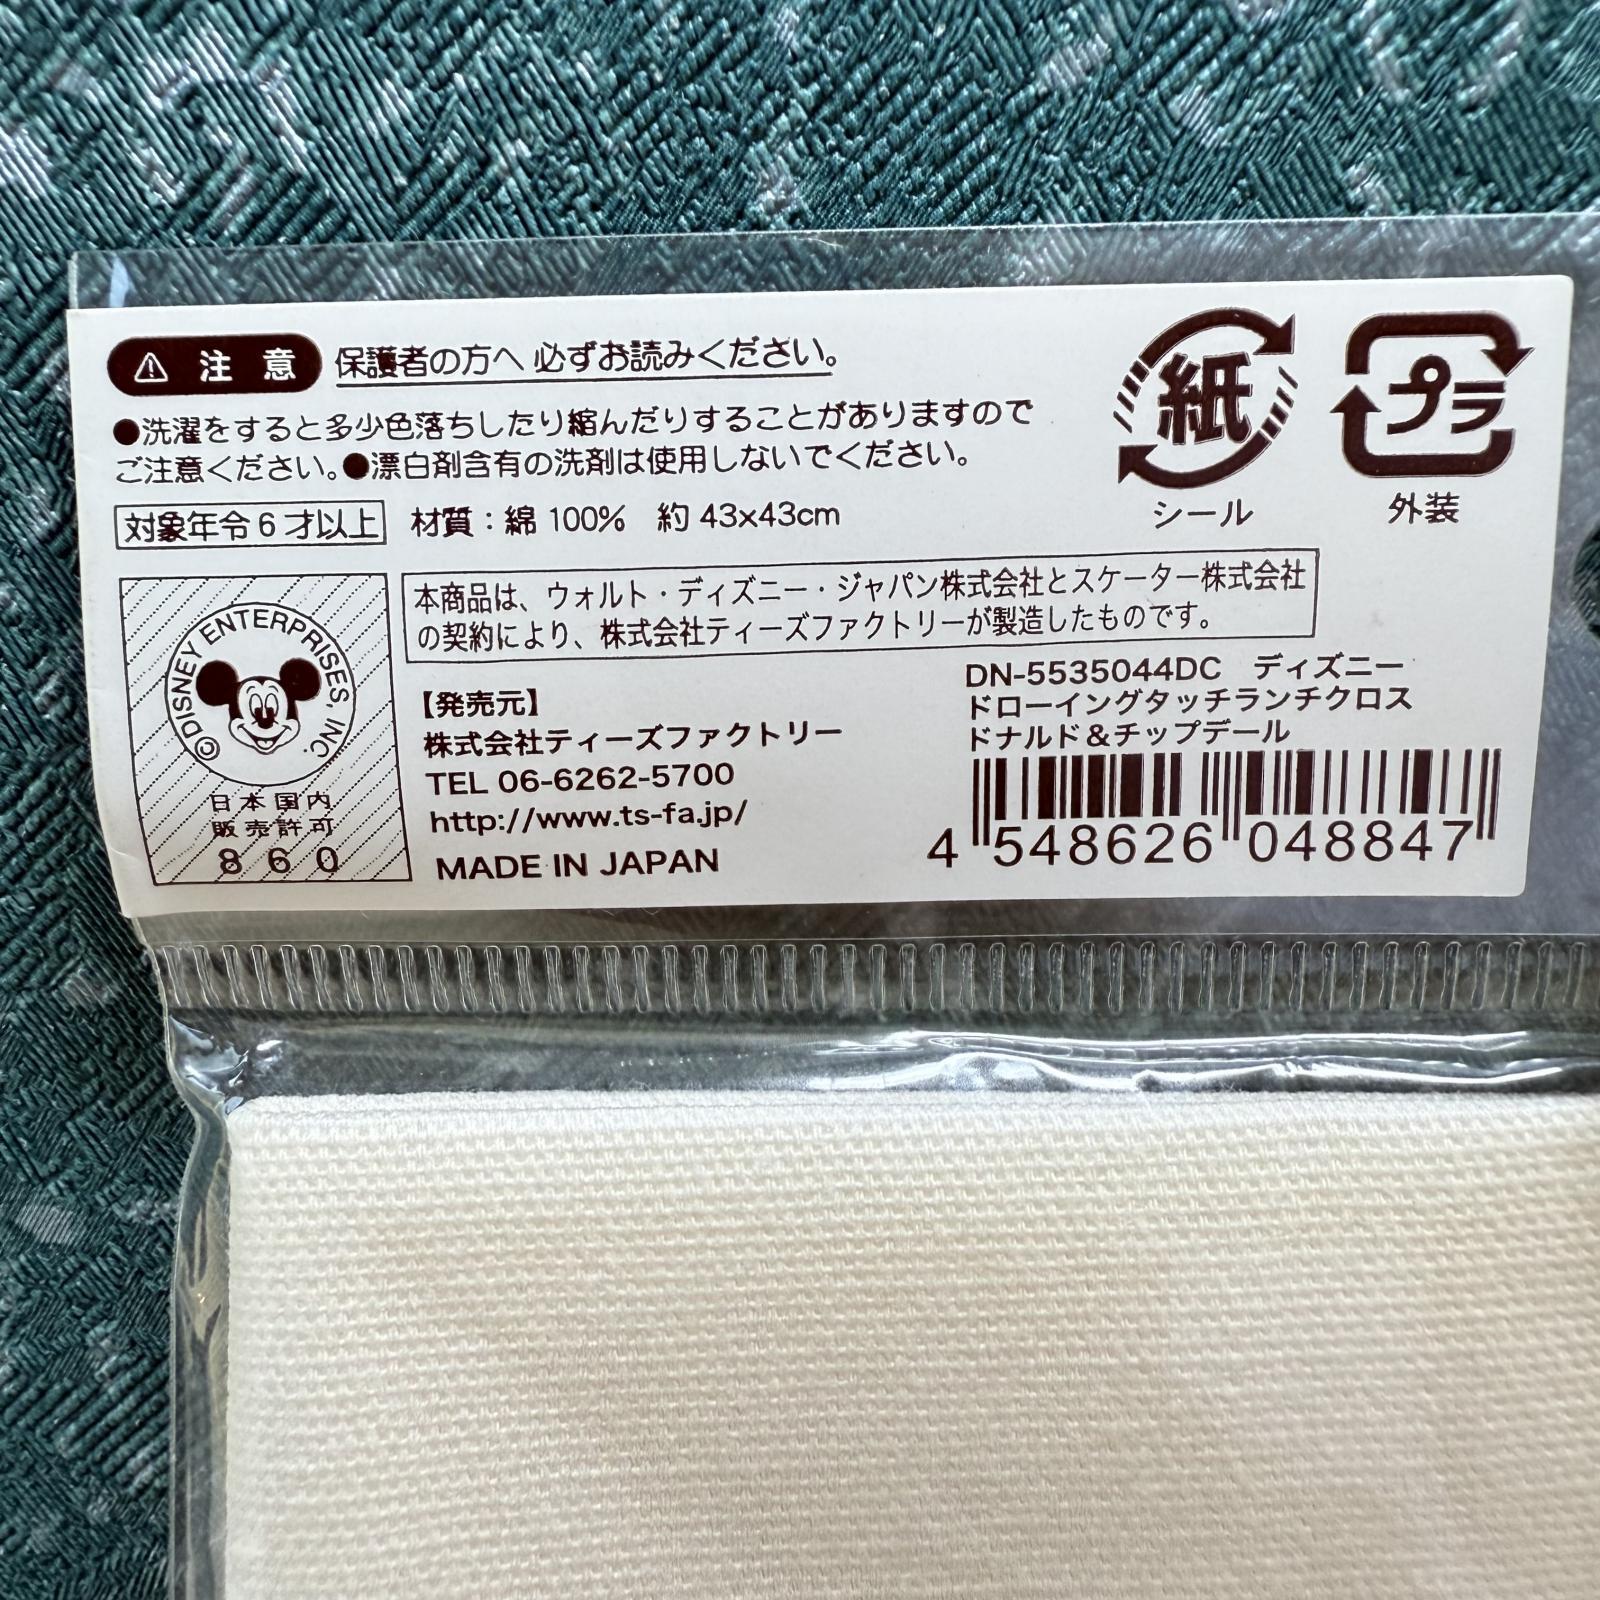 ⚠ 注意 保護者の方へ 必ずお読みください。
●洗濯をすると多少色落ちしたり縮んだりすることがありますので
ご注意ください。●漂白剤含有の洗剤は使用しないでください。
対象年令6才以上 材質：綿 100% 約 43x43cm
紙
シール
プラ
外装
本商品は、ウォルト・ディズニー・ジャパン株式会社とスケーター株式会社
の契約により、株式会社ティーズファクトリーが製造したものです。
©DISNEY ENTERPRISES, INC.
日本国内
販売許可
860
【発売元】
株式会社ティーズファクトリー
TEL 06-6262-5700
http://www.ts-fa.jp/
MADE IN JAPAN
DN-5535044DC ディズニー
ドローイングタッチランチクロス
ドナルド＆チップデール
4 548626 048847